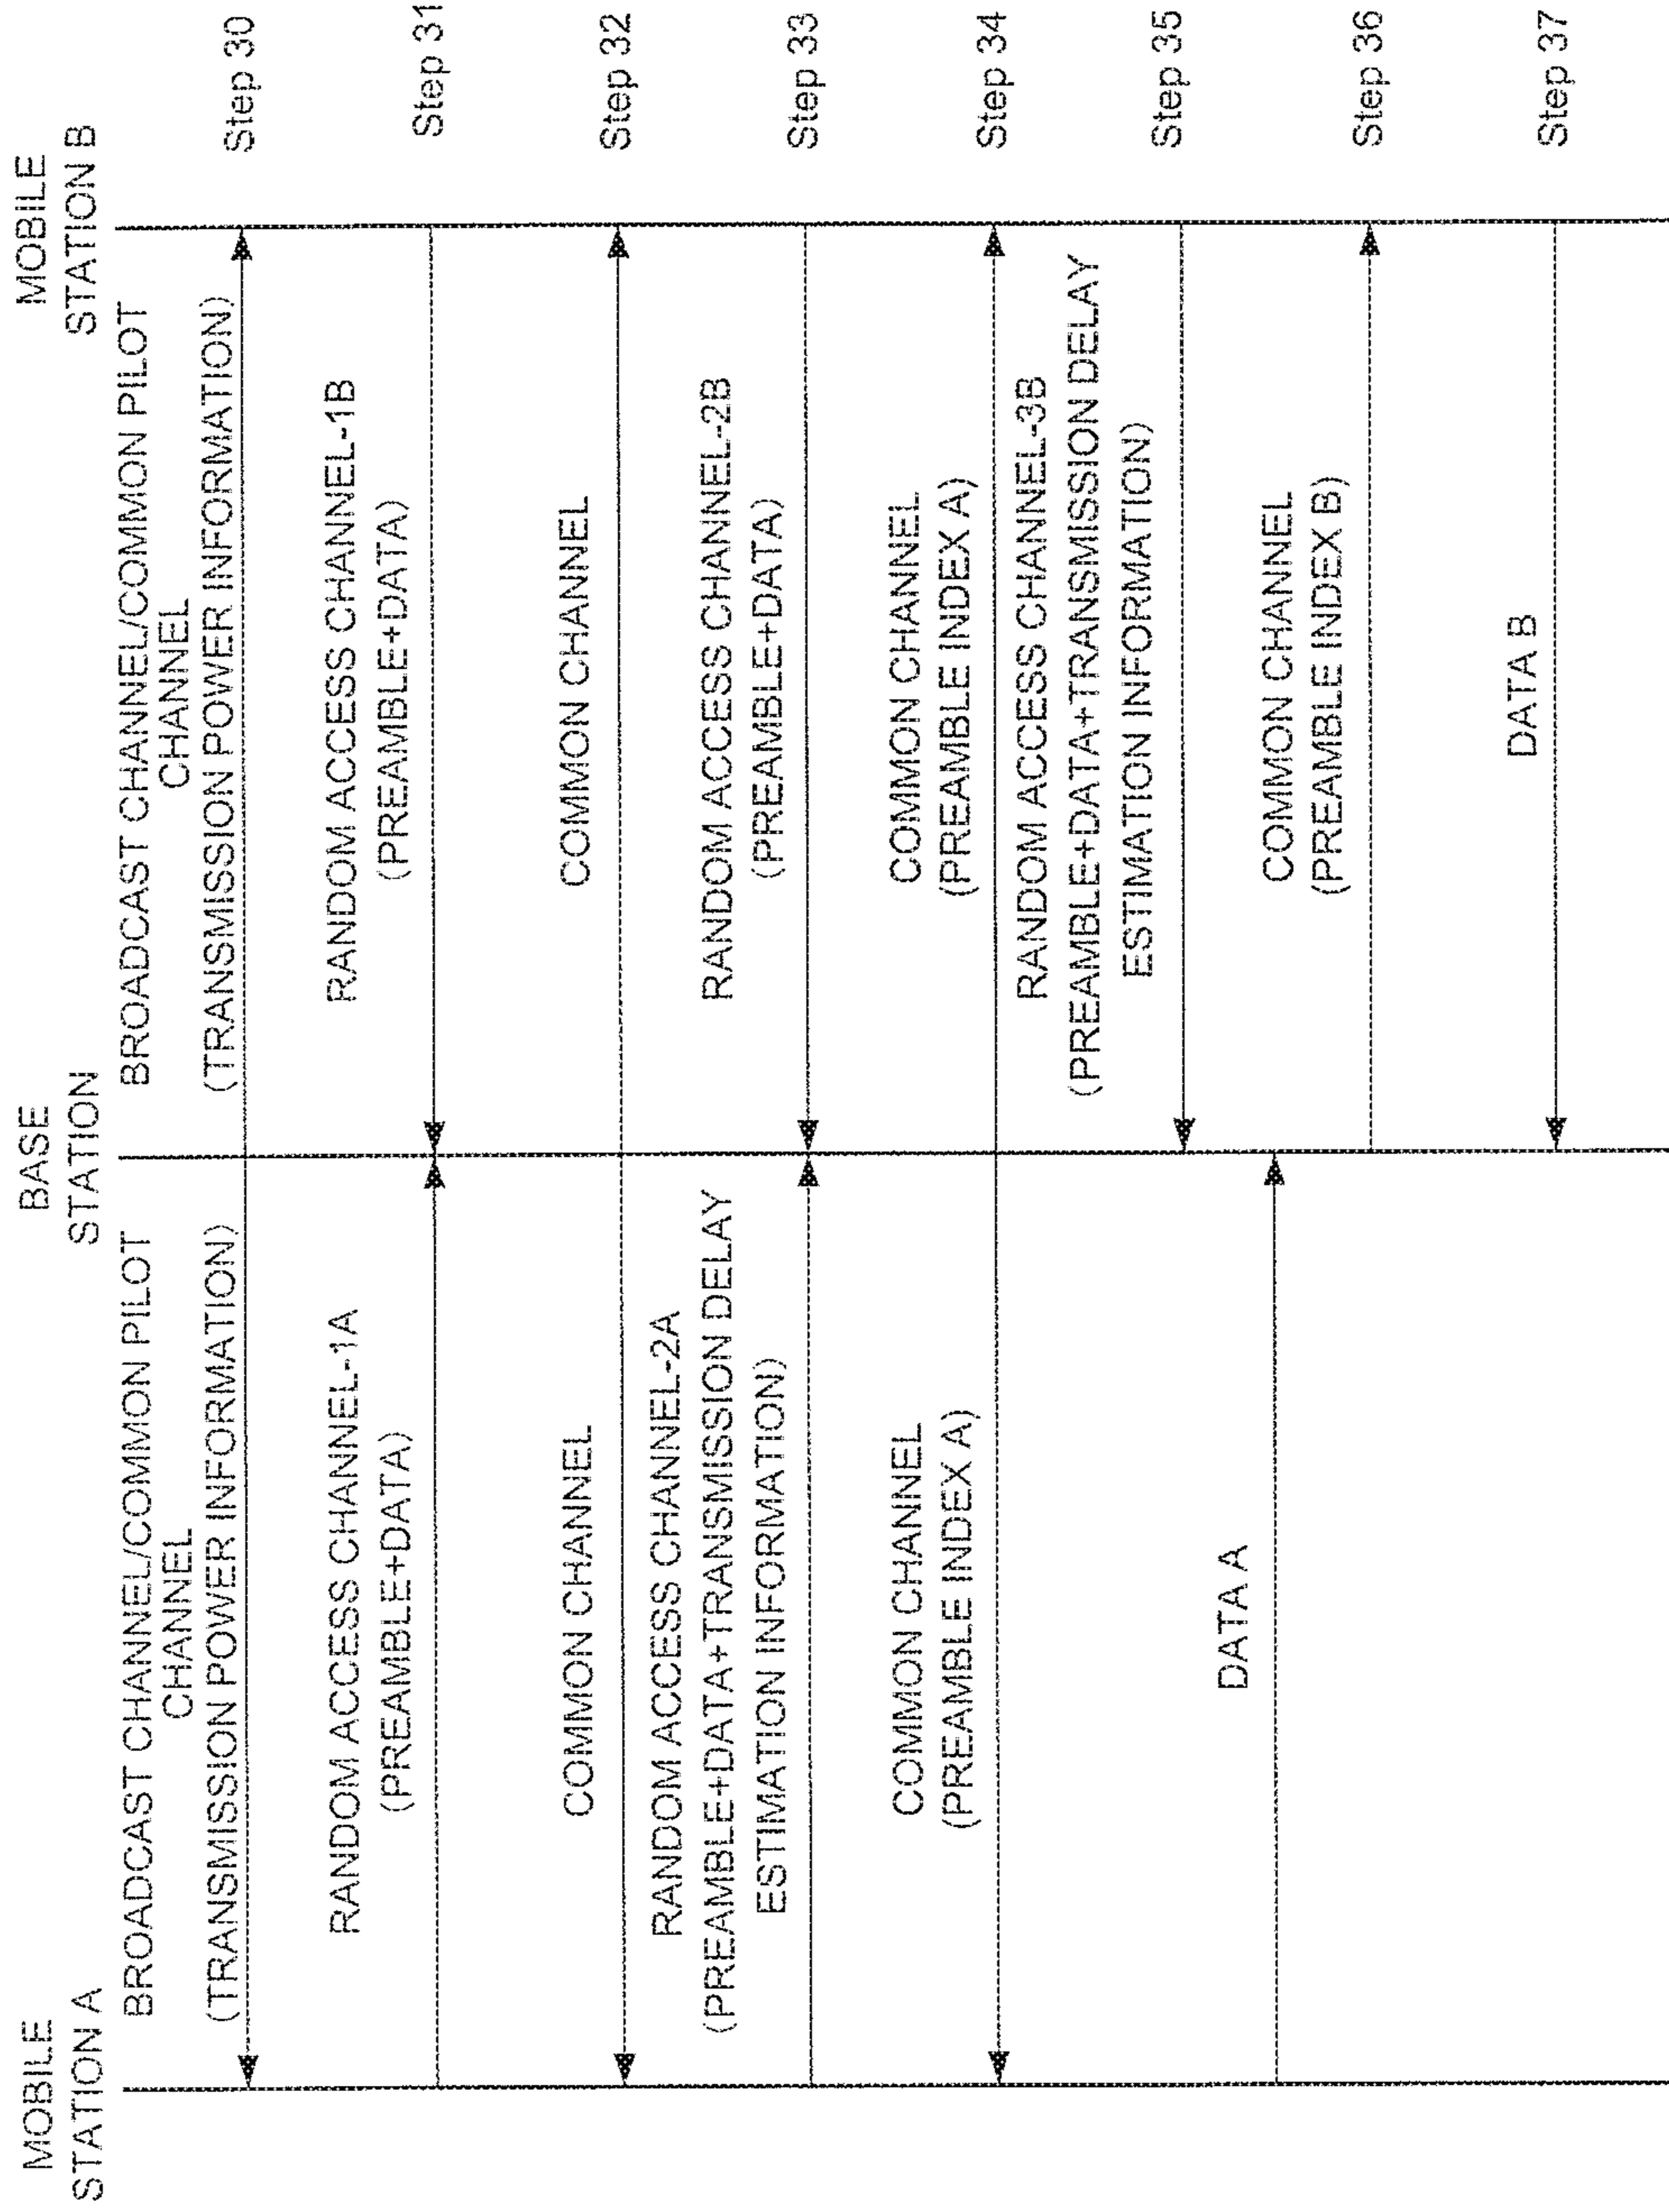 MOBILE
STATION A
BASE
STATION
MOBILE
STATION B
BROADCAST CHANNEL/COMMON PILOT
CHANNEL
(TRANSMISSION POWER INFORMATION)
BROADCAST CHANNEL/COMMON PILOT
CHANNEL
(TRANSMISSION POWER INFORMATION)
Step 30
RANDOM ACCESS CHANNEL-1A
(PREAMBLE+DATA)
RANDOM ACCESS CHANNEL-1B
(PREAMBLE+DATA)
Step 31
COMMON CHANNEL
COMMON CHANNEL
Step 32
RANDOM ACCESS CHANNEL-2A
(PREAMBLE+DATA+TRANSMISSION DELAY
ESTIMATION INFORMATION)
RANDOM ACCESS CHANNEL-2B
(PREAMBLE+DATA)
Step 33
COMMON CHANNEL
(PREAMBLE INDEX A)
COMMON CHANNEL
(PREAMBLE INDEX A)
Step 34
RANDOM ACCESS CHANNEL-3B
(PREAMBLE+DATA+TRANSMISSION DELAY
ESTIMATION INFORMATION)
Step 35
DATA A
COMMON CHANNEL
(PREAMBLE INDEX B)
Step 36
DATA B
Step 37